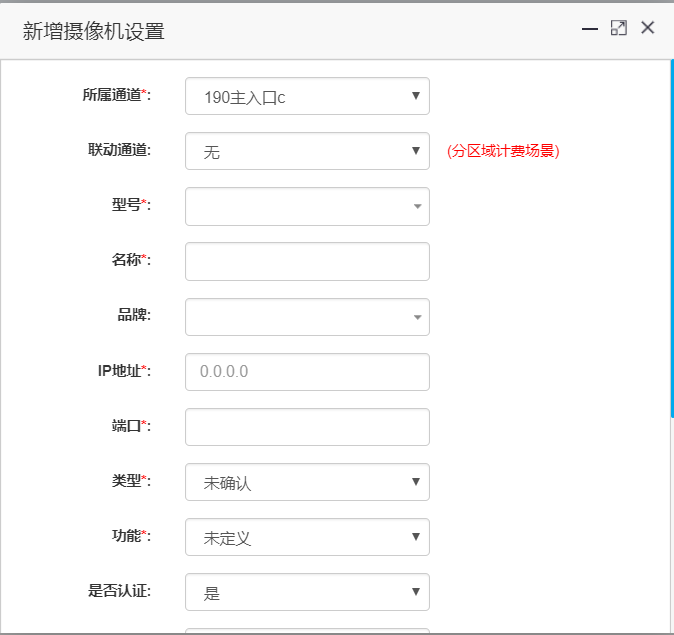 新增摄像机设置
所属通道*: 190主入口c
联动通道: 无 (分区域计费场景)
型号*:
名称*:
品牌:
IP地址*: 0.0.0.0
端口*:
类型*: 未确认
功能*: 未定义
是否认证: 是